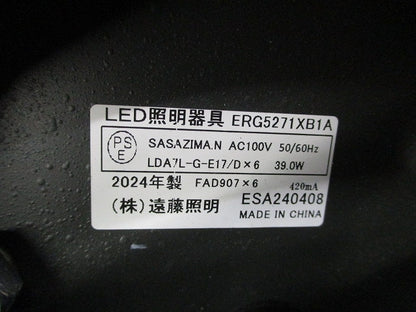 LED照明器具 ERG5271XB1A
PS
E
SASAZIMA.N AC100V 50/60Hz
LDA7L-G-E17/D×6 39.0W
2024年製 FAD907×6 420mA
(株)遠藤照明 ESA240408
MADE IN CHINA